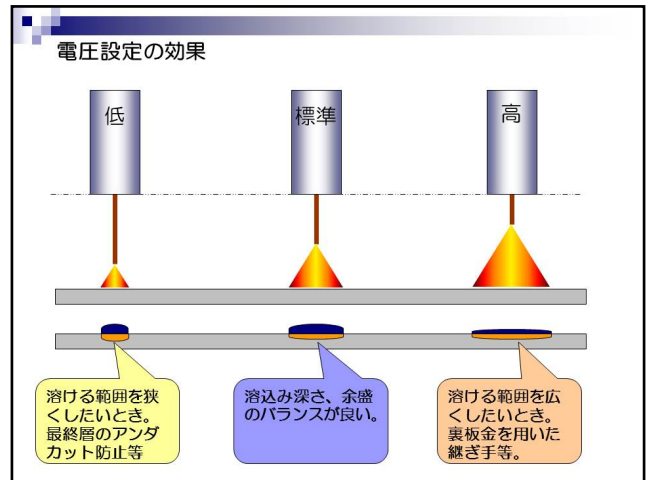 電圧設定の効果
低
標準
高
溶ける範囲を狭
くしたいとき。
最終層のアンダ
カット防止等
溶込み深さ、余盛
のバランスが良い。
溶ける範囲を広
くしたいとき。
裏板金を用いた
継ぎ手等。